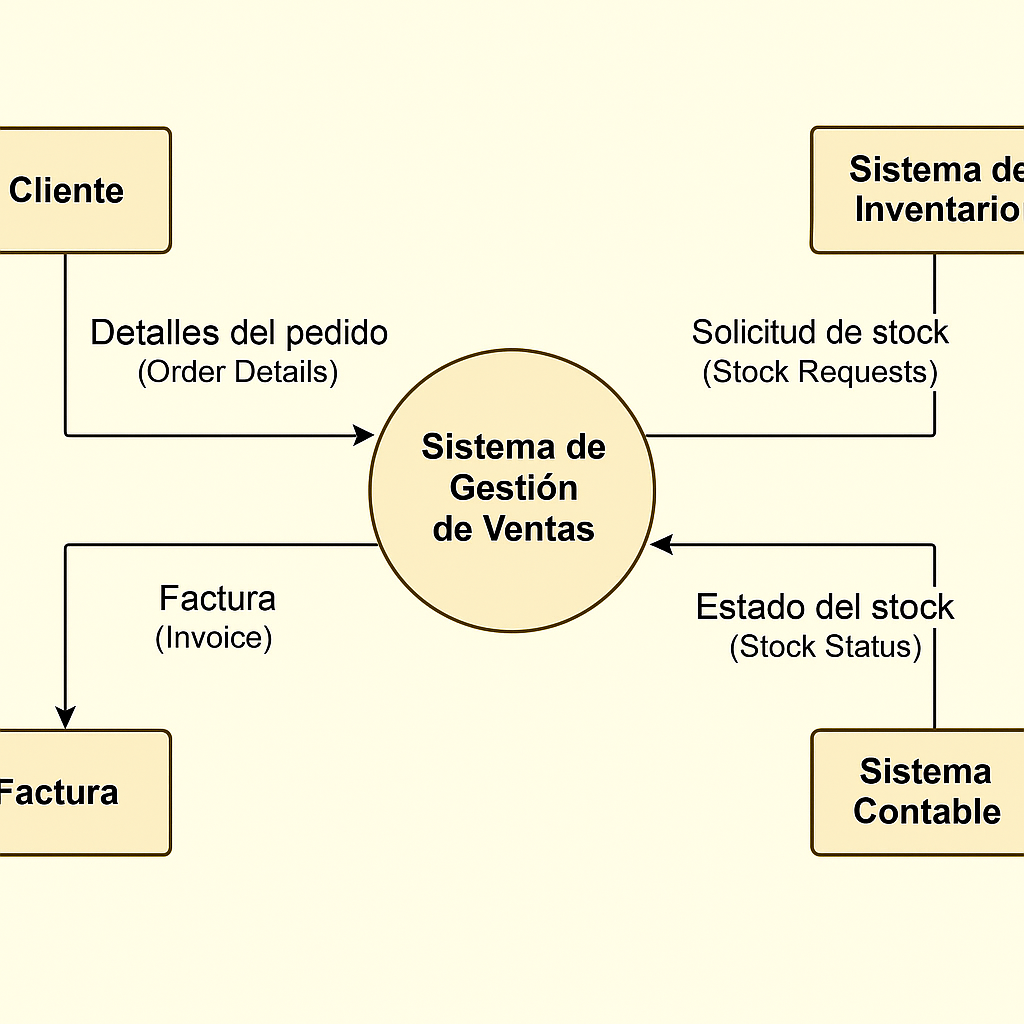 Cliente
Sistema de
Inventario
Detalles del pedido
(Order Details)
Solicitud de stock
(Stock Requests)
Sistema de
Gestión
de Ventas
Factura
(Invoice)
Estado del stock
(Stock Status)
Factura
Sistema
Contable